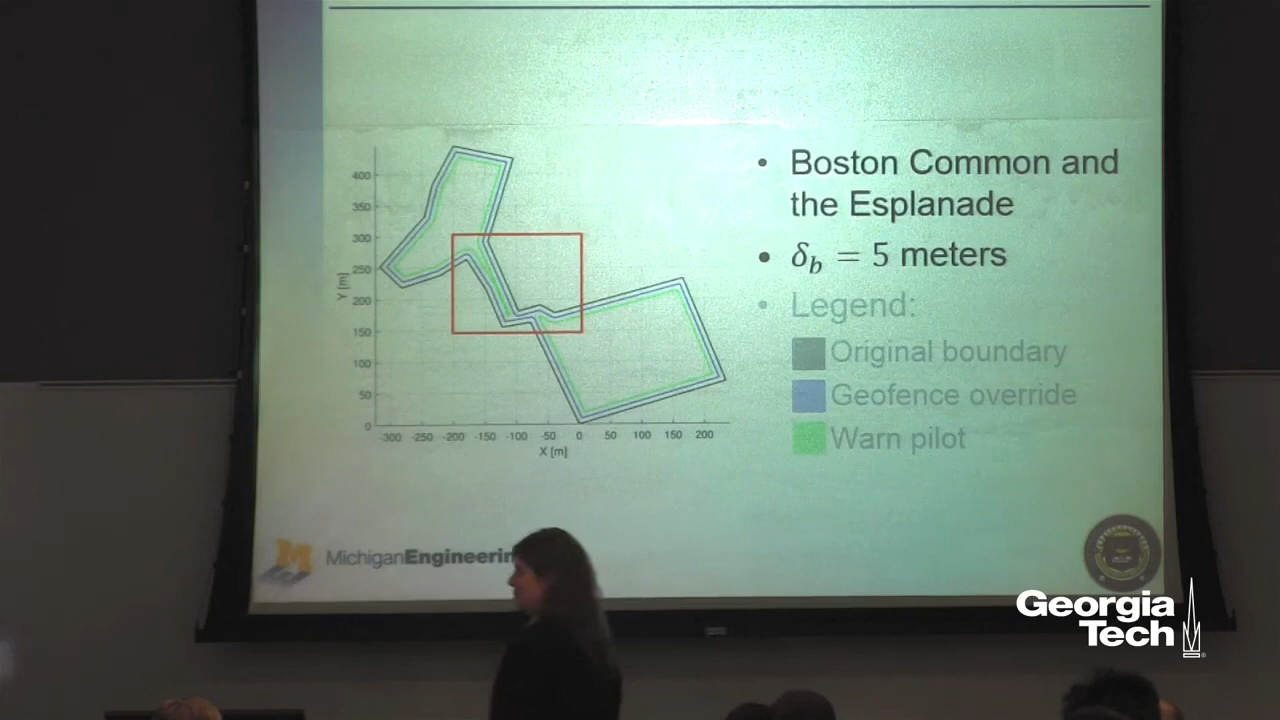 • Boston Common and
the Esplanade
• δb = 5 meters
• Legend:
Original boundary
Geofence override
Warn pilot
400
350
300
250
200
150
100
50
0
Y [m]
-300 -250 -200 -150 -100 -50 0 50 100 150 200
X [m]
M MichiganEngineerin
Georgia
Tech